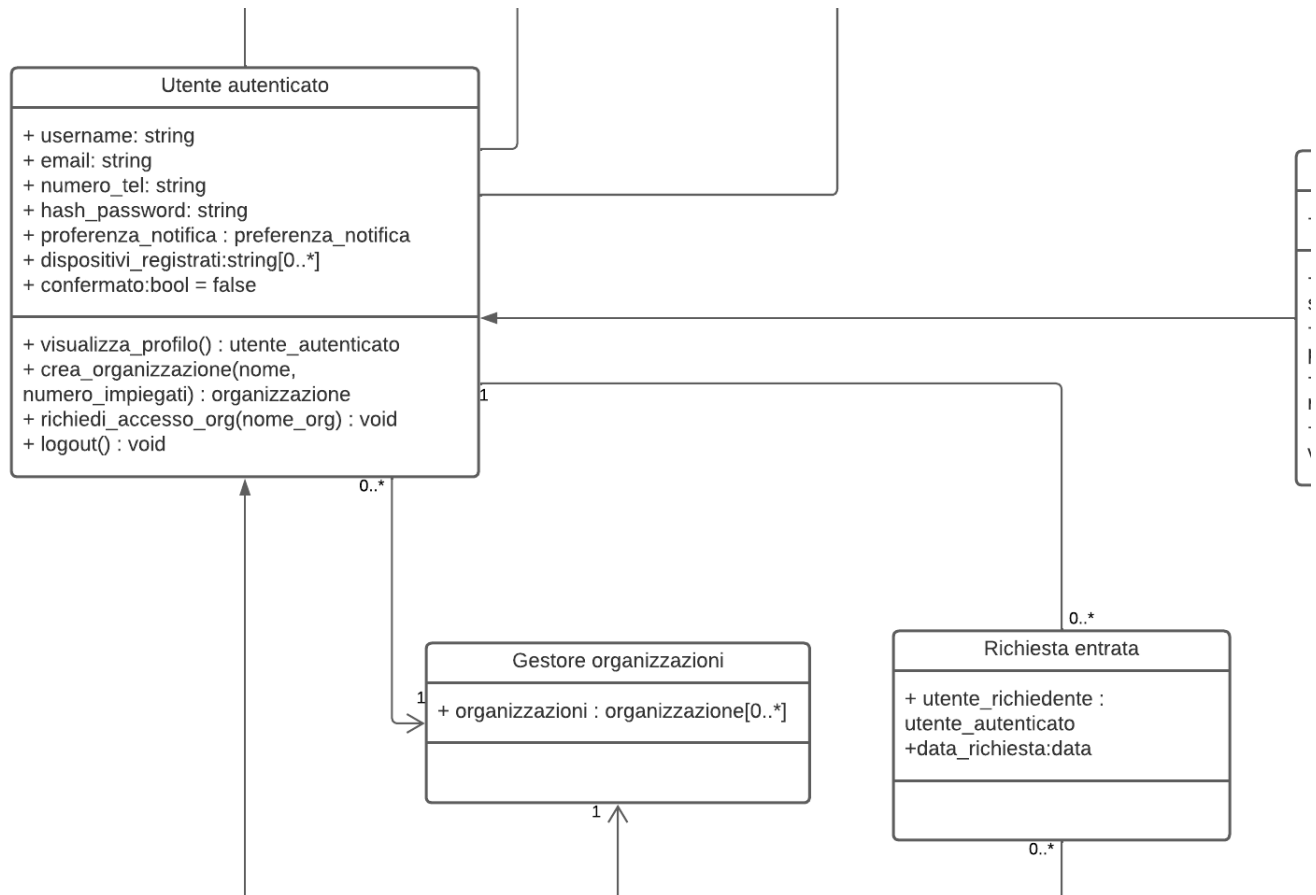 Utente autenticato
+ username: string
+ email: string
+ numero_tel: string
+ hash_password: string
+ proferenza_notifica : preferenza_notifica
+ dispositivi_registrati:string[0..*]
+ confermato:bool = false
+ visualizza_profilo() : utente_autenticato
+ crea_organizzazione(nome,
numero_impiegati) : organizzazione
+ richiedi_accesso_org(nome_org) : void
+ logout() : void
1
0..*
0..*
Richiesta entrata
+ utente_richiedente :
utente_autenticato
+data_richiesta:data
0..*
Gestore organizzazioni
1
+ organizzazioni : organizzazione[0..*]
1